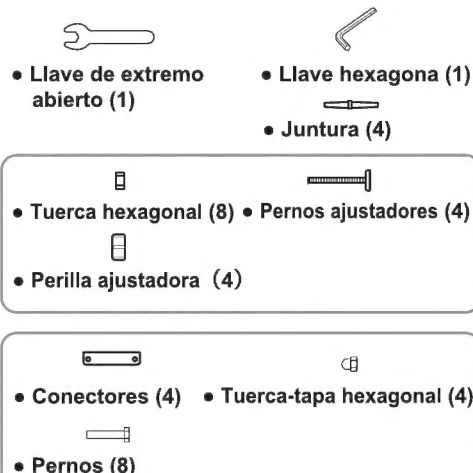 • Llave de extremo
abierto (1)
• Llave hexagona (1)
• Juntura (4)
• Tuerca hexagonal (8) • Pernos ajustadores (4)
• Perilla ajustadora (4)
• Conectores (4) • Tuerca-tapa hexagonal (4)
• Pernos (8)